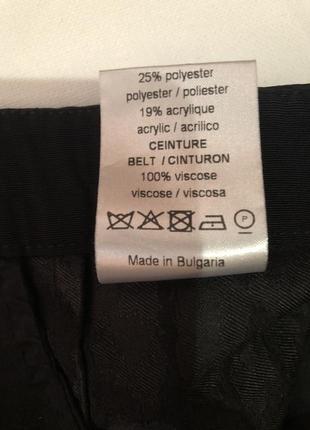 25% polyester
polyester / poliester
19% acrylique
acrylic / acrilico
CEINTURE
BELT / CINTURON
100% viscose
viscose / viscosa
P
Made in Bulgaria